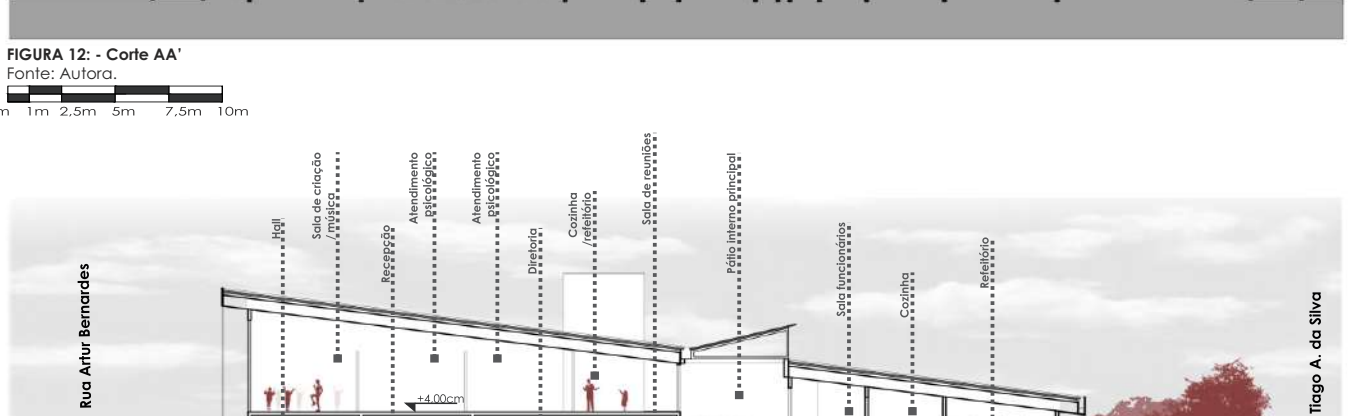 FIGURA 12: - Corte AA'
Fonte: Autora.
m 1m 2,5m 5m 7,5m 10m
Hall
Sala de criação
/música
Recepção
Atendimento
psicológico
Atendimento
psicológico
Diretoria
Cozinha
/refeitório
Sala de reuniões
Pátio interno principal
Sala funcionários
Cozinha
Refeitório
Rua Artur Bernardes
Tiago A. da Silva
+4.00cm